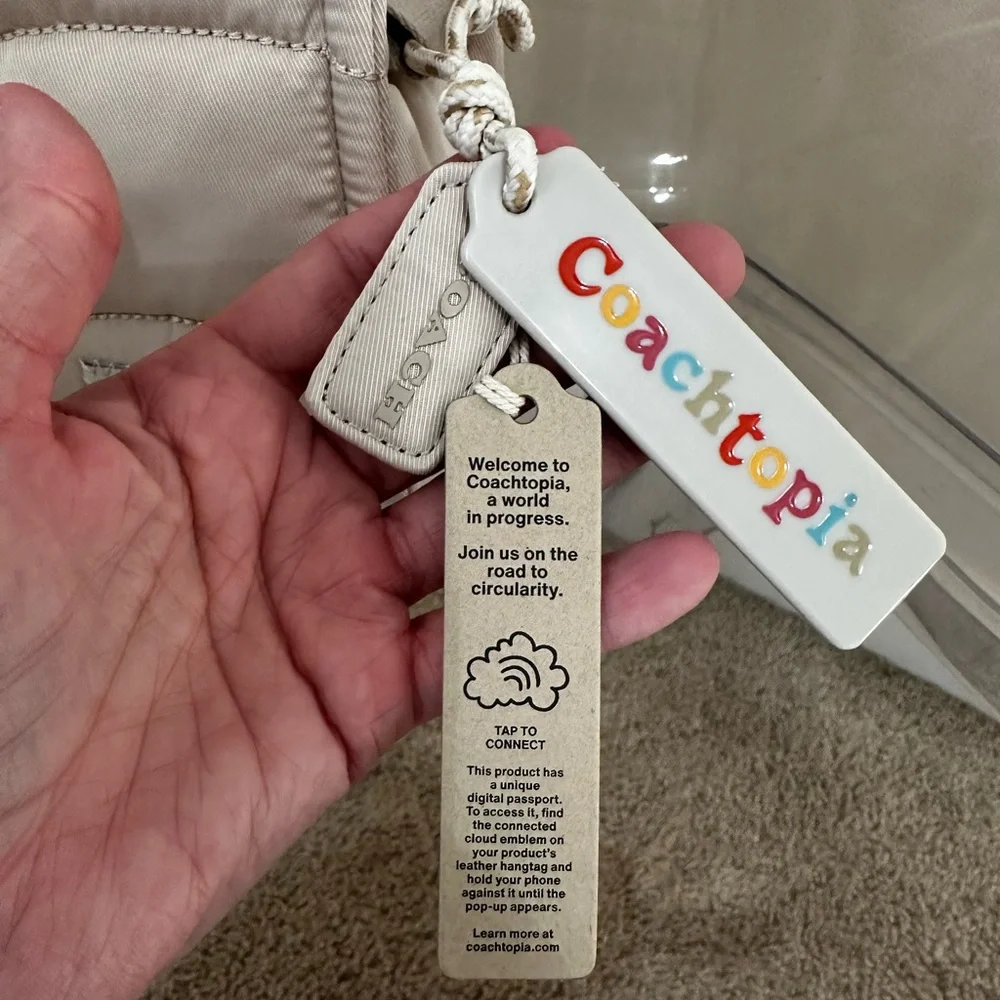 Coachtopia
OACH
Welcome to
Coachtopia,
a world
in progress.
Join us on the
road to
circularity.
TAP TO
CONNECT
This product has
a unique
digital passport.
To access it, find
the connected
cloud emblem on
your product's
leather hangtag and
hold your phone
against it until the
pop-up appears.
Learn more at
coachtopia.com